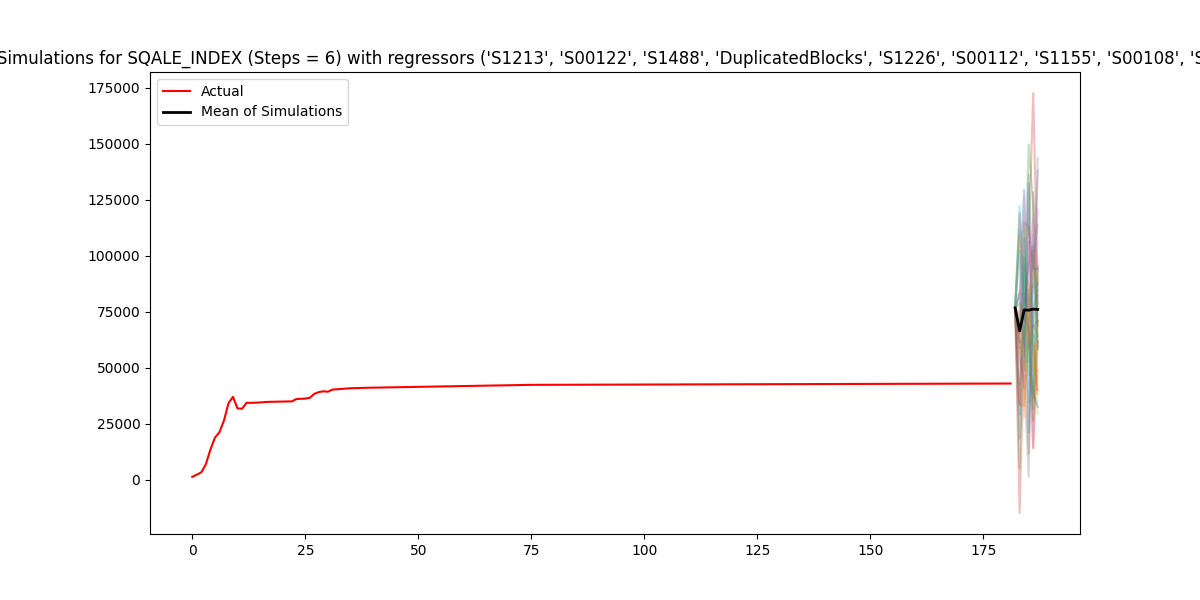 Simulations for SQALE_INDEX (Steps = 6) with regressors ('S1213', 'S00122', 'S1488', 'DuplicatedBlocks', 'S1226', 'S00112', 'S1155', 'S00108', 'S
Actual
Mean of Simulations
175000
150000
125000
100000
75000
50000
25000
0
0 25 50 75 100 125 150 175